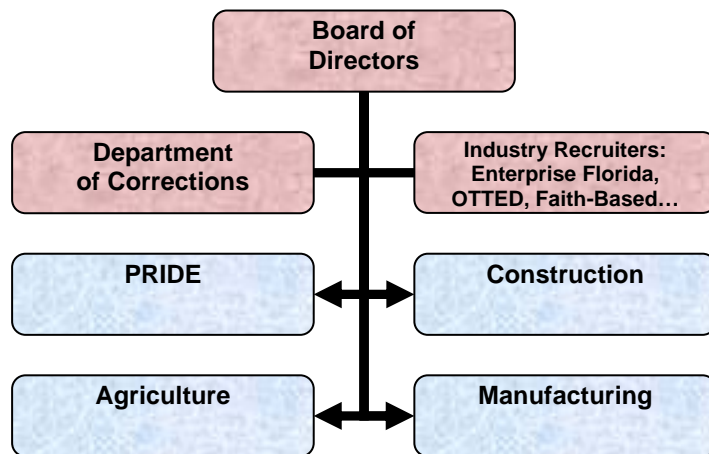 Board of
Directors
Department
of Corrections
Industry Recruiters:
Enterprise Florida,
OTTED, Faith-Based…
PRIDE
Construction
Agriculture
Manufacturing